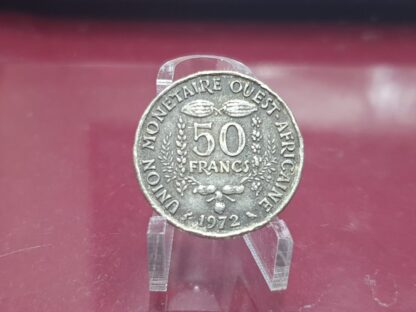 UNION MONETAIRE OUEST AFRICAINE
50
FRANCS
1972